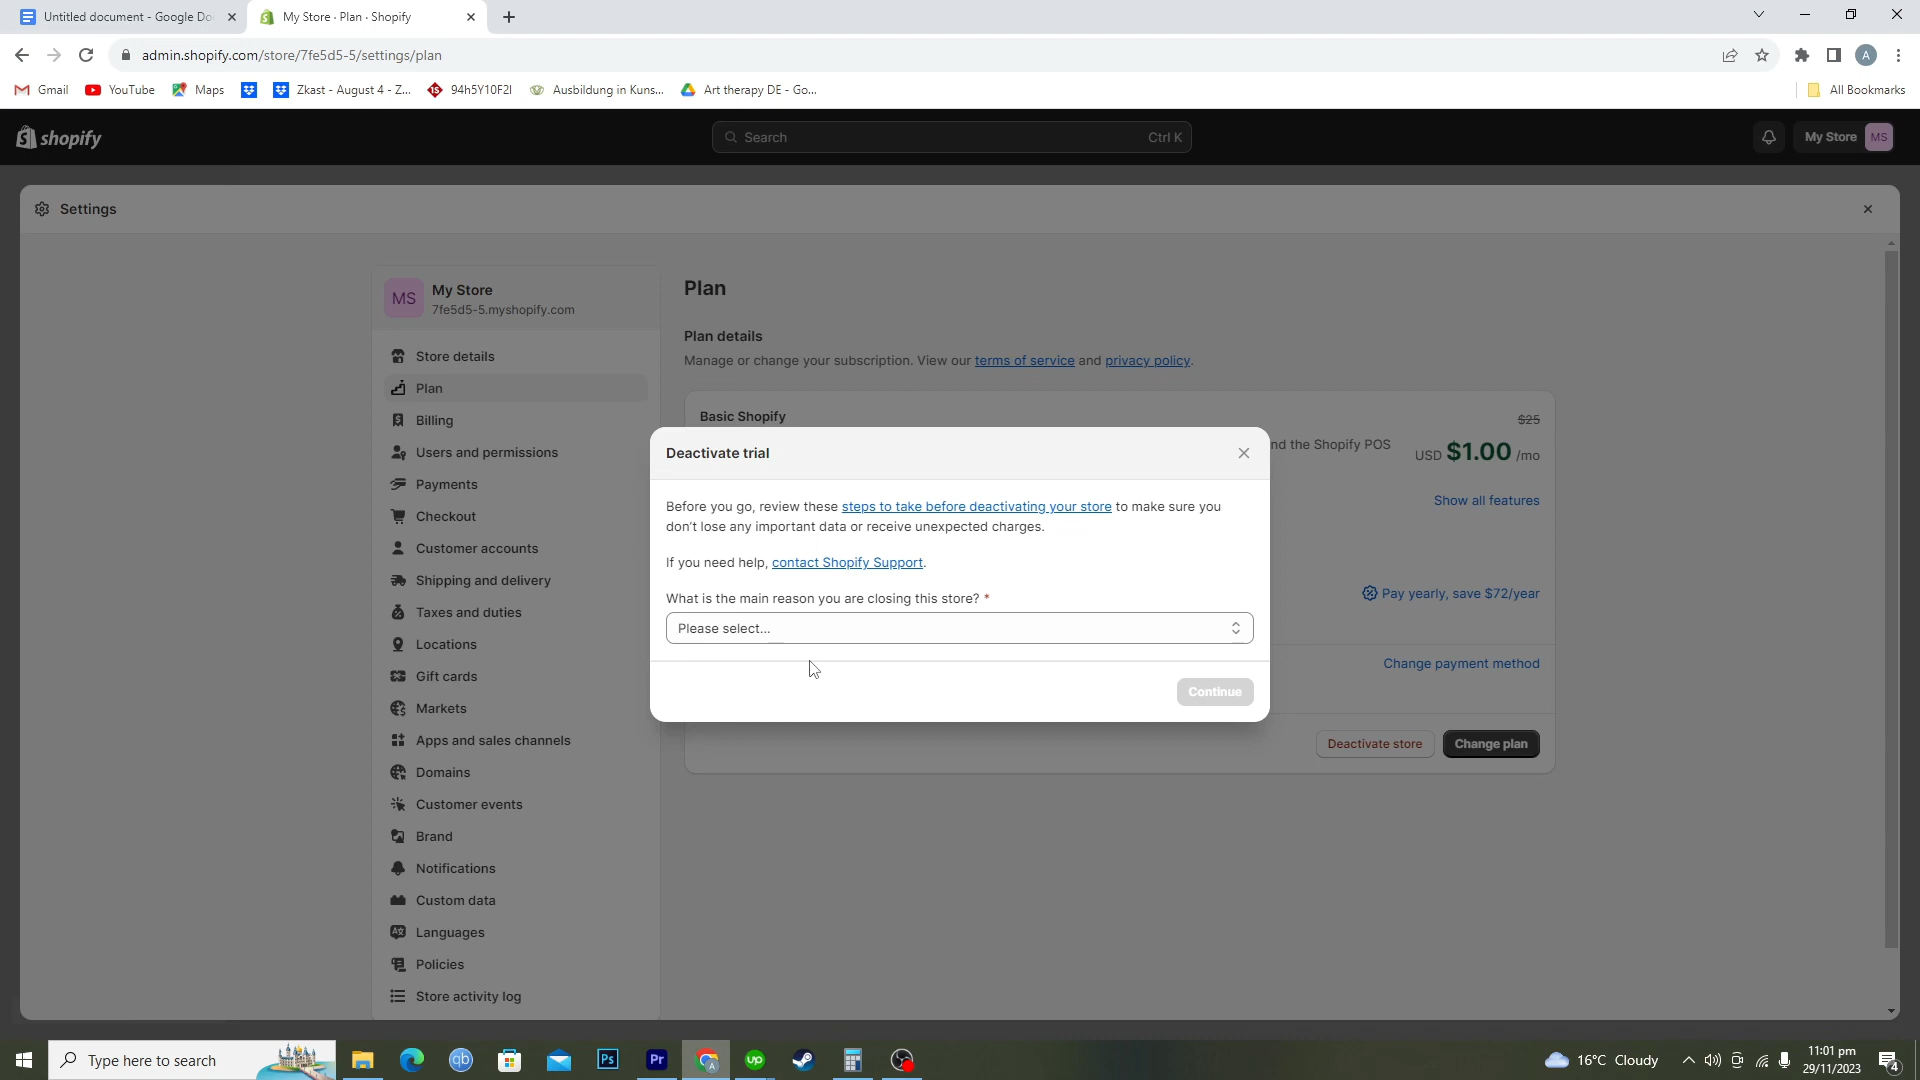 Untitled document - Google Do
My Store · Plan · Shopify
admin.shopify.com/store/7fe5d5-5/settings/plan
A
Gmail
YouTube
Maps
Zkast - August 4 - Z...
94h5Y10F2I
Ausbildung in Kuns...
Art therapy DE - Go...
All Bookmarks
shopify
Search
Ctrl K
My Store
MS
Settings
MS
My Store
7fe5d5-5.myshopify.com
Store details
Plan
Billing
Users and permissions
Payments
Checkout
Customer accounts
Shipping and delivery
Taxes and duties
Locations
Gift cards
Markets
Apps and sales channels
Domains
Customer events
Brand
Notifications
Custom data
Languages
Policies
Store activity log
Plan
Plan details
Manage or change your subscription. View our terms of service and privacy policy.
Basic Shopify
$25
nd the Shopify POS
USD $1.00 /mo
Show all features
Pay yearly, save $72/year
Change payment method
Deactivate store
Change plan
Deactivate trial
Before you go, review these steps to take before deactivating your store to make sure you
don't lose any important data or receive unexpected charges.
If you need help, contact Shopify Support.
What is the main reason you are closing this store? *
Please select...
Continue
Type here to search
qb
Ps
Pr
A
up
16°C Cloudy
11:01 pm
29/11/2023
4